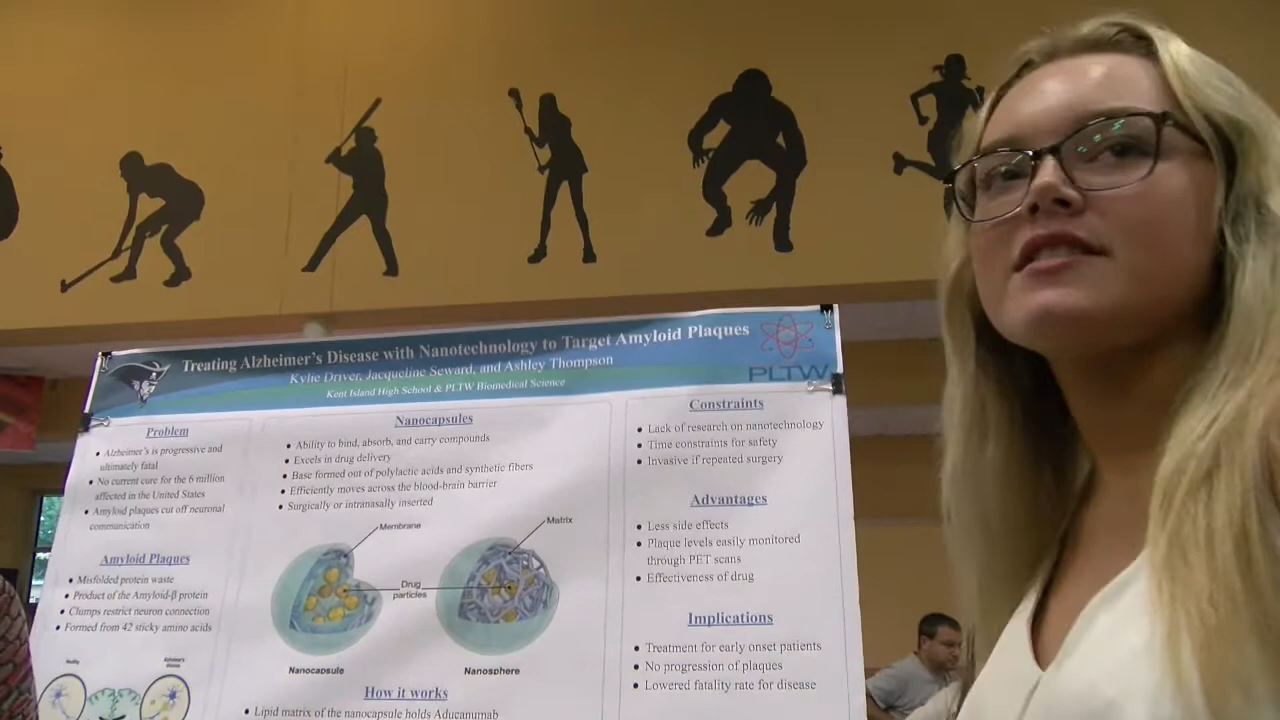 Treating Alzheimer's Disease with Nanotechnology to Target Amyloid Plaques
Kylie Driver, Jacqueline Seward, and Ashley Thompson
Kent Island High School & PLTW Biomedical Science
PLTW
Problem
• Alzheimer's is progressive and
ultimately fatal
• No current cure for the 6 million
affected in the United States
• Amyloid plaques cut off neuronal
communication
Amyloid Plaques
• Misfolded protein waste
• Product of the Amyloid-β protein
• Clumps restrict neuron connection
• Formed from 42 sticky amino acids
Healthy
Alzheimer's
disease
Nanocapsules
• Ability to bind, absorb, and carry compounds
• Excels in drug delivery
• Base formed out of polylactic acids and synthetic fibers
• Efficiently moves across the blood-brain barrier
• Surgically or intranasally inserted
Membrane
Matrix
Drug
particles
Nanocapsule
Nanosphere
How it works
• Lipid matrix of the nanocapsule holds Aducanumab
Constraints
• Lack of research on nanotechnology
• Time constraints for safety
• Invasive if repeated surgery
Advantages
• Less side effects
• Plaque levels easily monitored
through PET scans
• Effectiveness of drug
Implications
• Treatment for early onset patients
• No progression of plaques
• Lowered fatality rate for disease